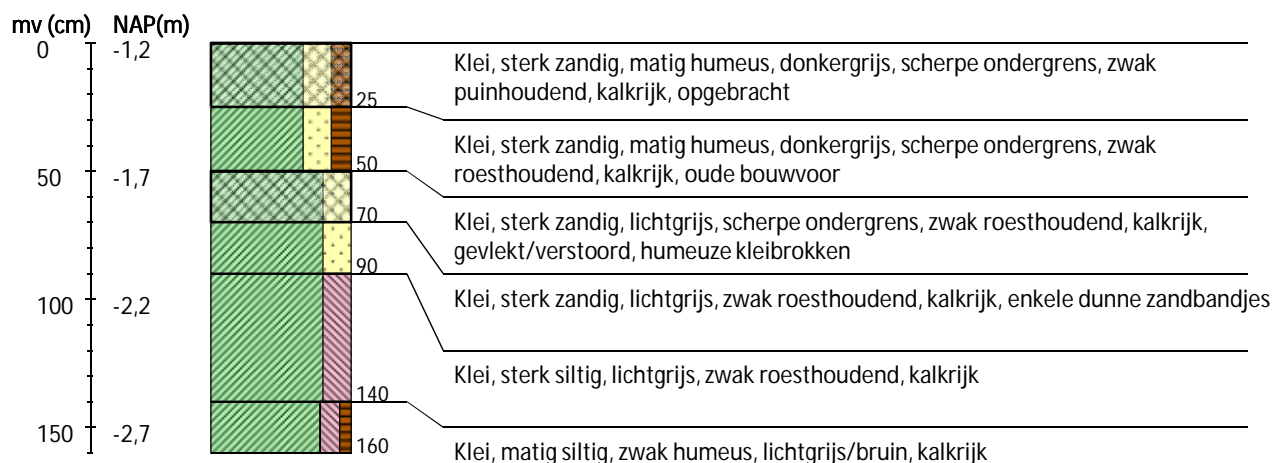 mv (cm) NAP(m)
0 -1,2
Klei, sterk zandig, matig humeus, donkergrijs, scherpe ondergrens, zwak
puinhoudend, kalkrijk, opgebracht
25
Klei, sterk zandig, matig humeus, donkergrijs, scherpe ondergrens, zwak
roesthoudend, kalkrijk, oude bouwvoor
50
50 -1,7
Klei, sterk zandig, lichtgrijs, scherpe ondergrens, zwak roesthoudend, kalkrijk,
gevlekt/verstoord, humeuze kleibrokken
70
90
100 -2,2
Klei, sterk zandig, lichtgrijs, zwak roesthoudend, kalkrijk, enkele dunne zandbandjes
Klei, sterk siltig, lichtgrijs, zwak roesthoudend, kalkrijk
140
150 -2,7
160
Klei, matig siltig, zwak humeus, lichtgrijs/bruin, kalkrijk